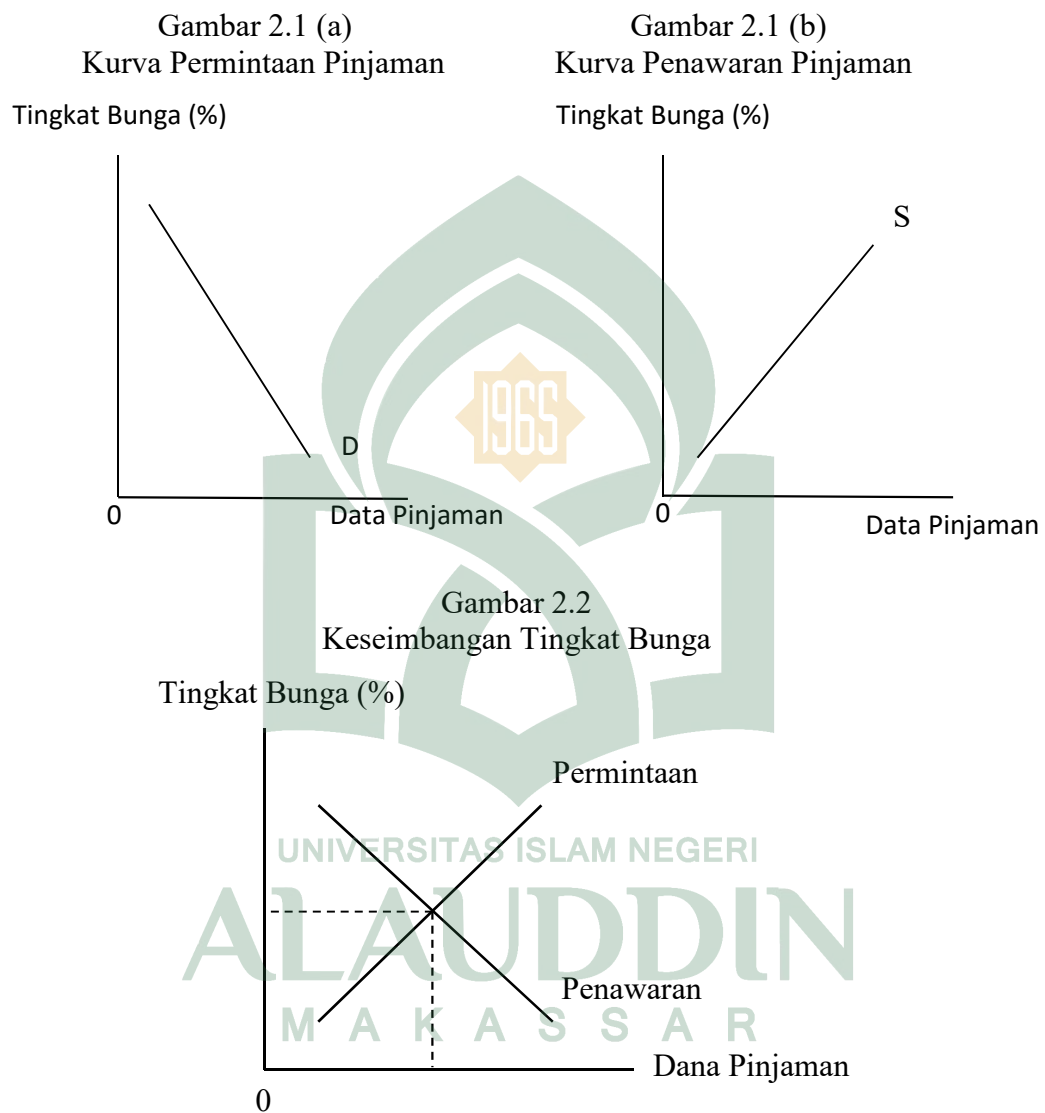 Gambar 2.1 (a)
Kurva Permintaan Pinjaman
Gambar 2.1 (b)
Kurva Penawaran Pinjaman
Tingkat Bunga (%)
Tingkat Bunga (%)
S
1965
D
0
Data Pinjaman
0
Data Pinjaman
Gambar 2.2
Keseimbangan Tingkat Bunga
Tingkat Bunga (%)
Permintaan
UNIVERSITAS ISLAM NEGERI
ALAUDDIN
Penawaran
MAKASSAR
Dana Pinjaman
0